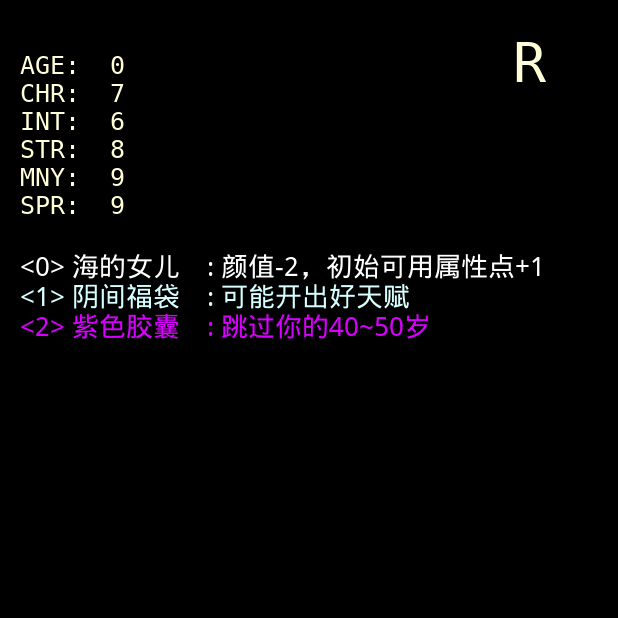 R
AGE: 0
CHR: 7
INT: 6
STR: 8
MNY: 9
SPR: 9
<0> 海的女儿 : 颜值-2，初始可用属性点+1
<1> 阴间福袋 : 可能开出好天赋
<2> 紫色胶囊 : 跳过你的40~50岁